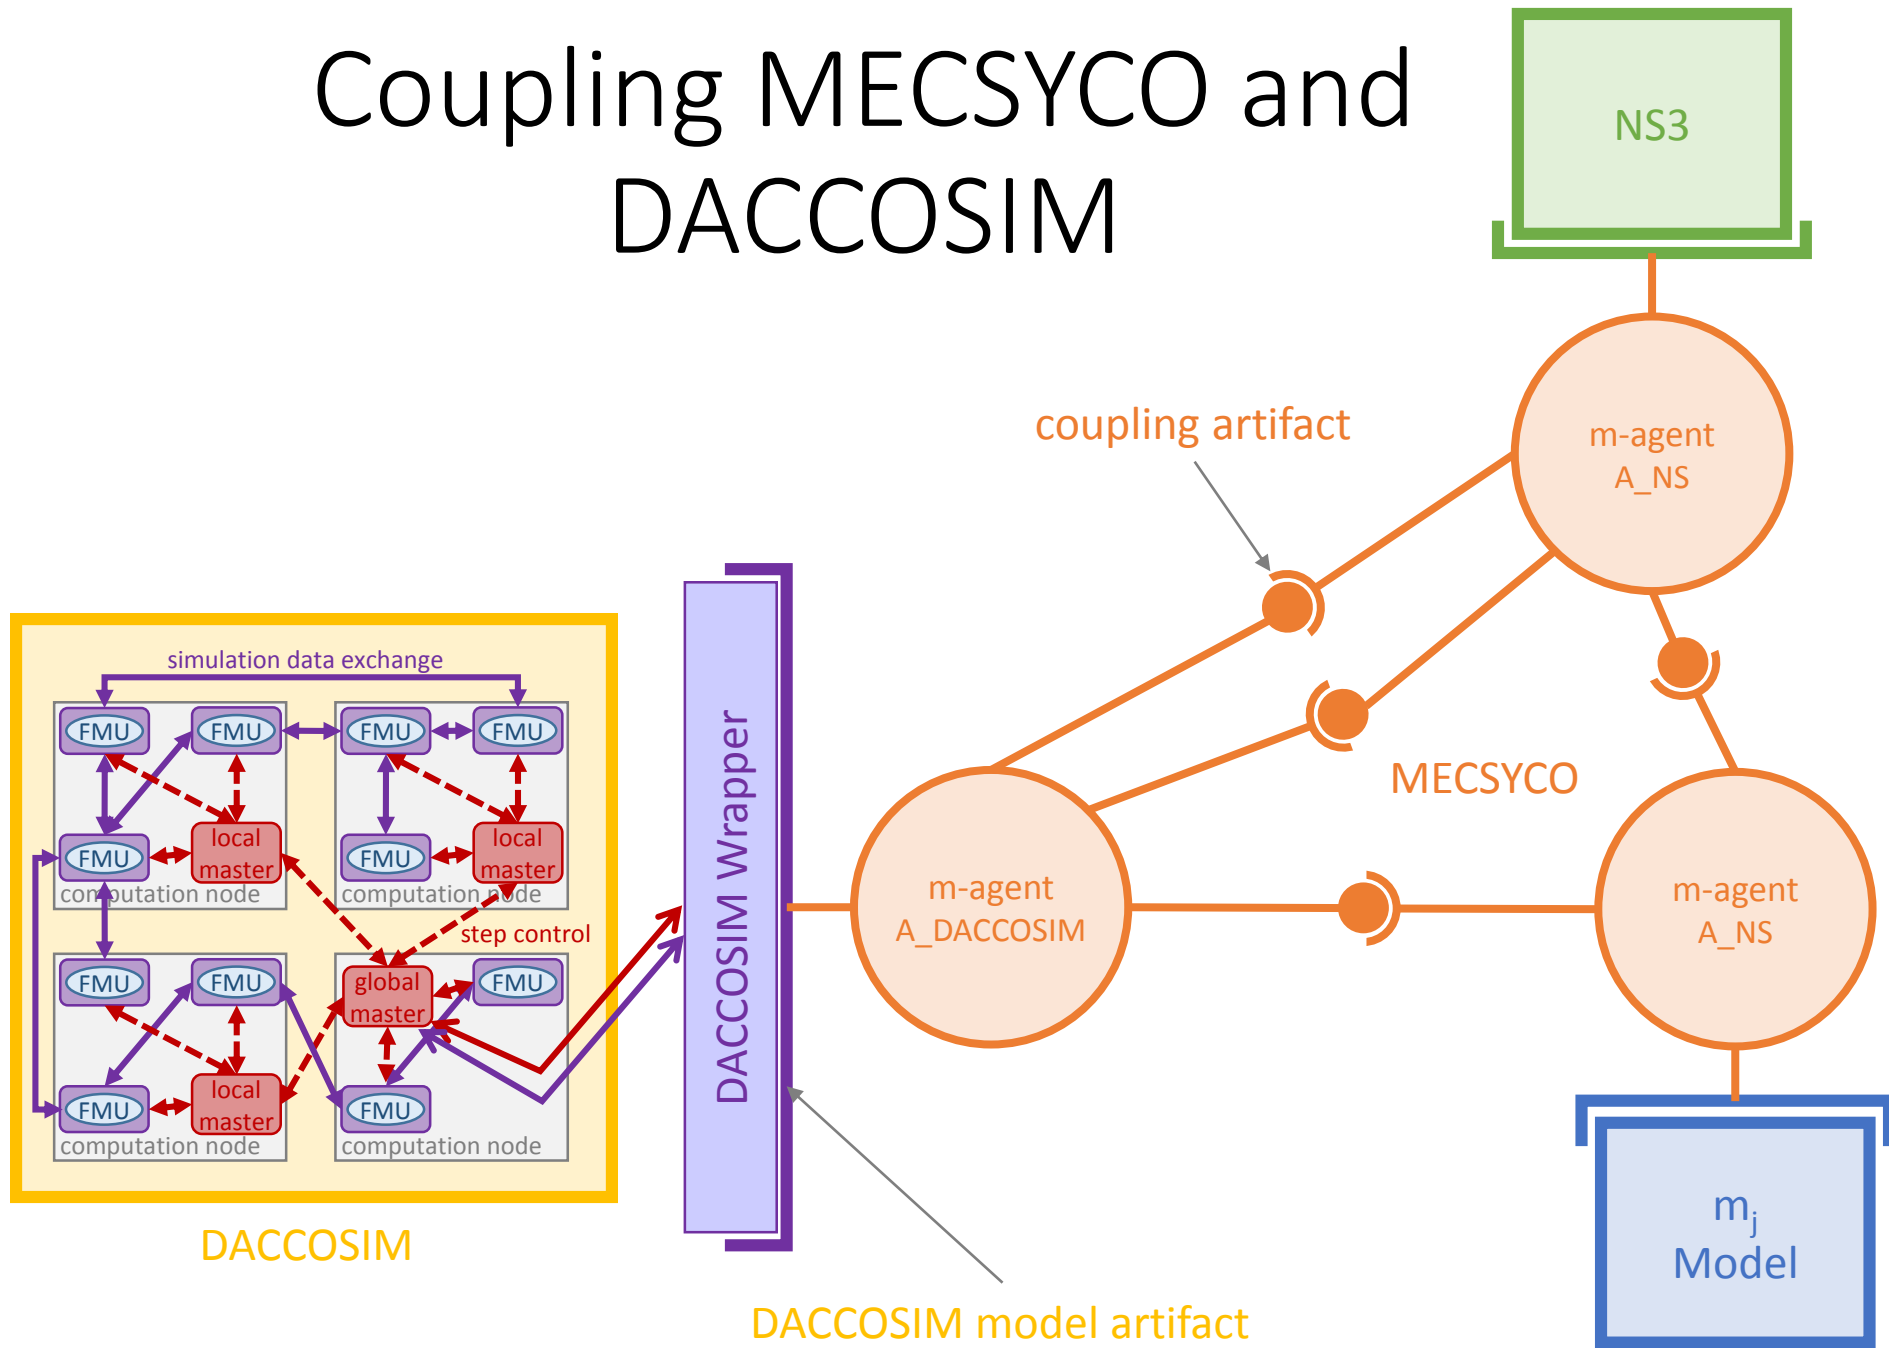 Coupling MECSYCO and
DACCOSIM
NS3
m-agent
A_NS
coupling artifact
MECSYCO
simulation data exchange
FMU
FMU
FMU
FMU
FMU
local
master
computation node
FMU
local
master
computation node
step control
FMU
FMU
global
master
FMU
FMU
local
master
computation node
FMU
computation node
DACCOSIM
DACCOSIM Wrapper
m-agent
A_DACCOSIM
m-agent
A_NS
mj
Model
DACCOSIM model artifact